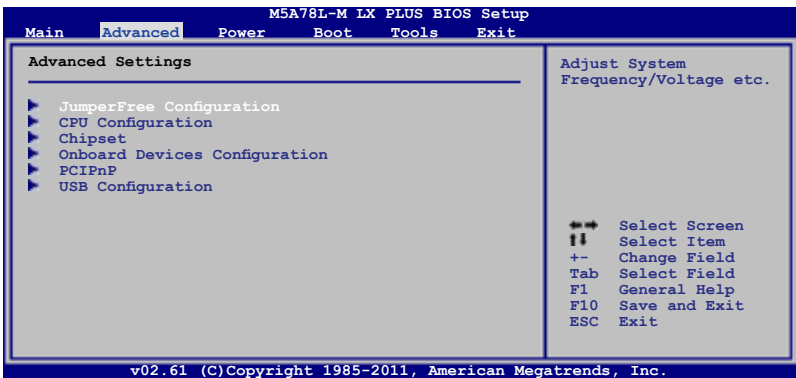 M5A78L-M LX PLUS BIOS Setup
Main Advanced Power Boot Tools Exit
Advanced Settings
JumperFree Configuration
CPU Configuration
Chipset
Onboard Devices Configuration
PCIPnP
USB Configuration
Adjust System
Frequency/Voltage etc.
Select Screen
Select Item
+- Change Field
Tab Select Field
F1 General Help
F10 Save and Exit
ESC Exit
v02.61 (C)Copyright 1985-2011, American Megatrends, Inc.